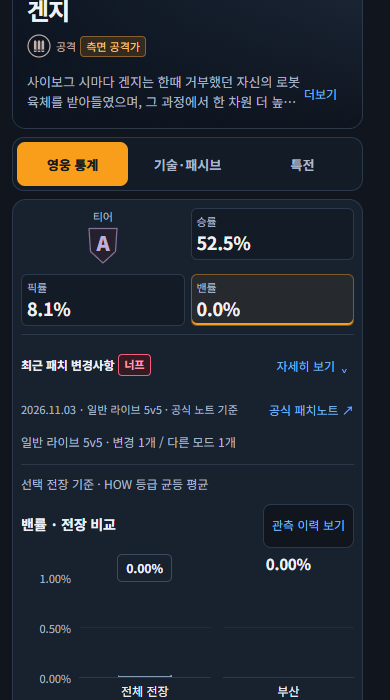 겐지
공격 측면 공격가
사이보그 시마다 겐지는 한때 거부했던 자신의 로봇
육체를 받아들였으며, 그 과정에서 한 차원 더 높… 더보기
영웅 통계 기술·패시브 특전
티어
A
승률
52.5%
픽률
8.1%
밴률
0.0%
최근 패치 변경사항 너프 자세히 보기
2026.11.03 · 일반 라이브 5v5 · 공식 노트 기준 공식 패치노트 ↗
일반 라이브 5v5 · 변경 1개 / 다른 모드 1개
선택 전장 기준 · HOW 등급 균등 평균
밴률 · 전장 비교 관측 이력 보기
0.00% 0.00%
1.00%
0.50%
0.00%
전체 전장 부산